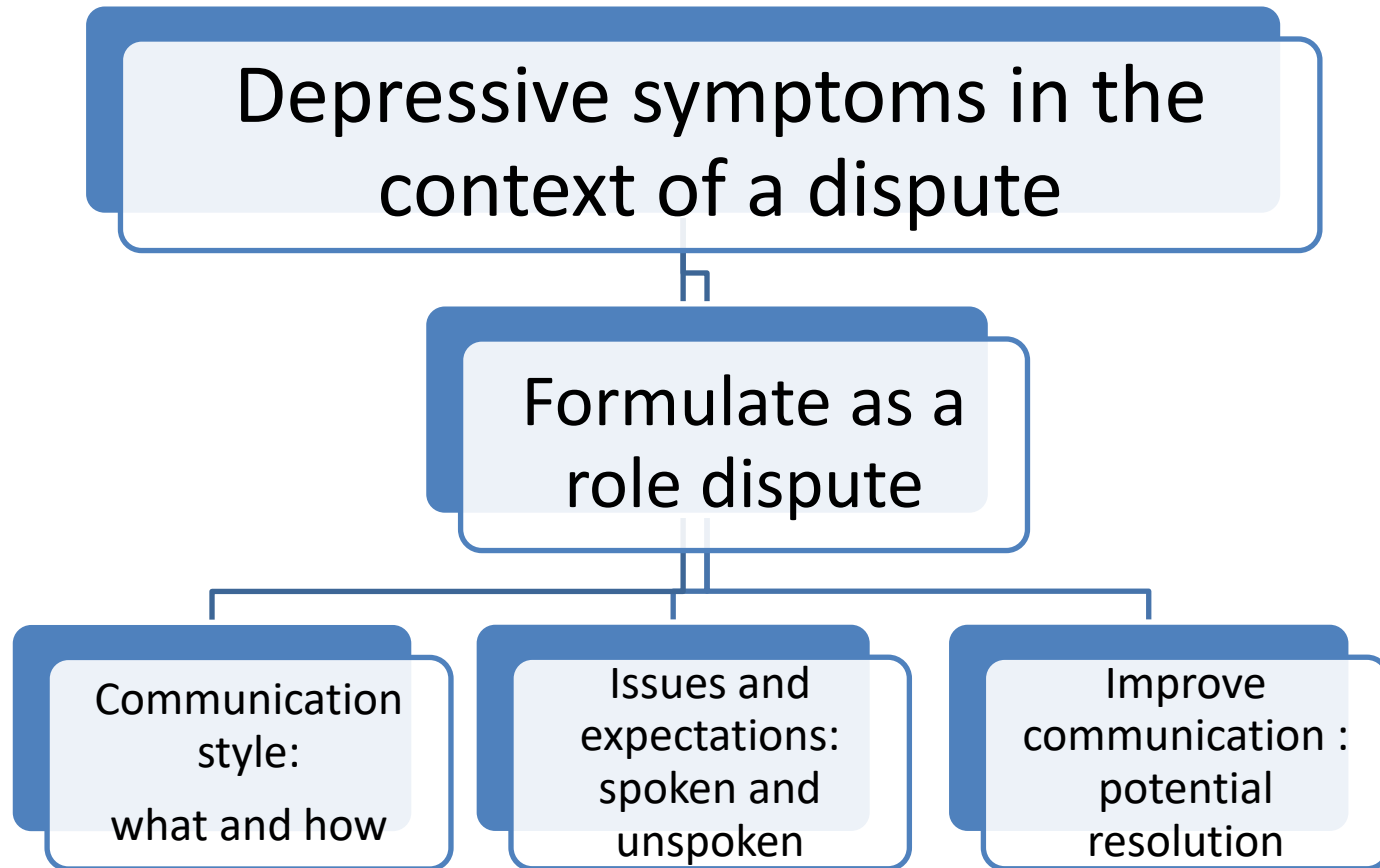 Depressive symptoms in the
context of a dispute
Formulate as a
role dispute
Communication
style:
what and how
Issues and
expectations:
spoken and
unspoken
Improve
communication :
potential
resolution